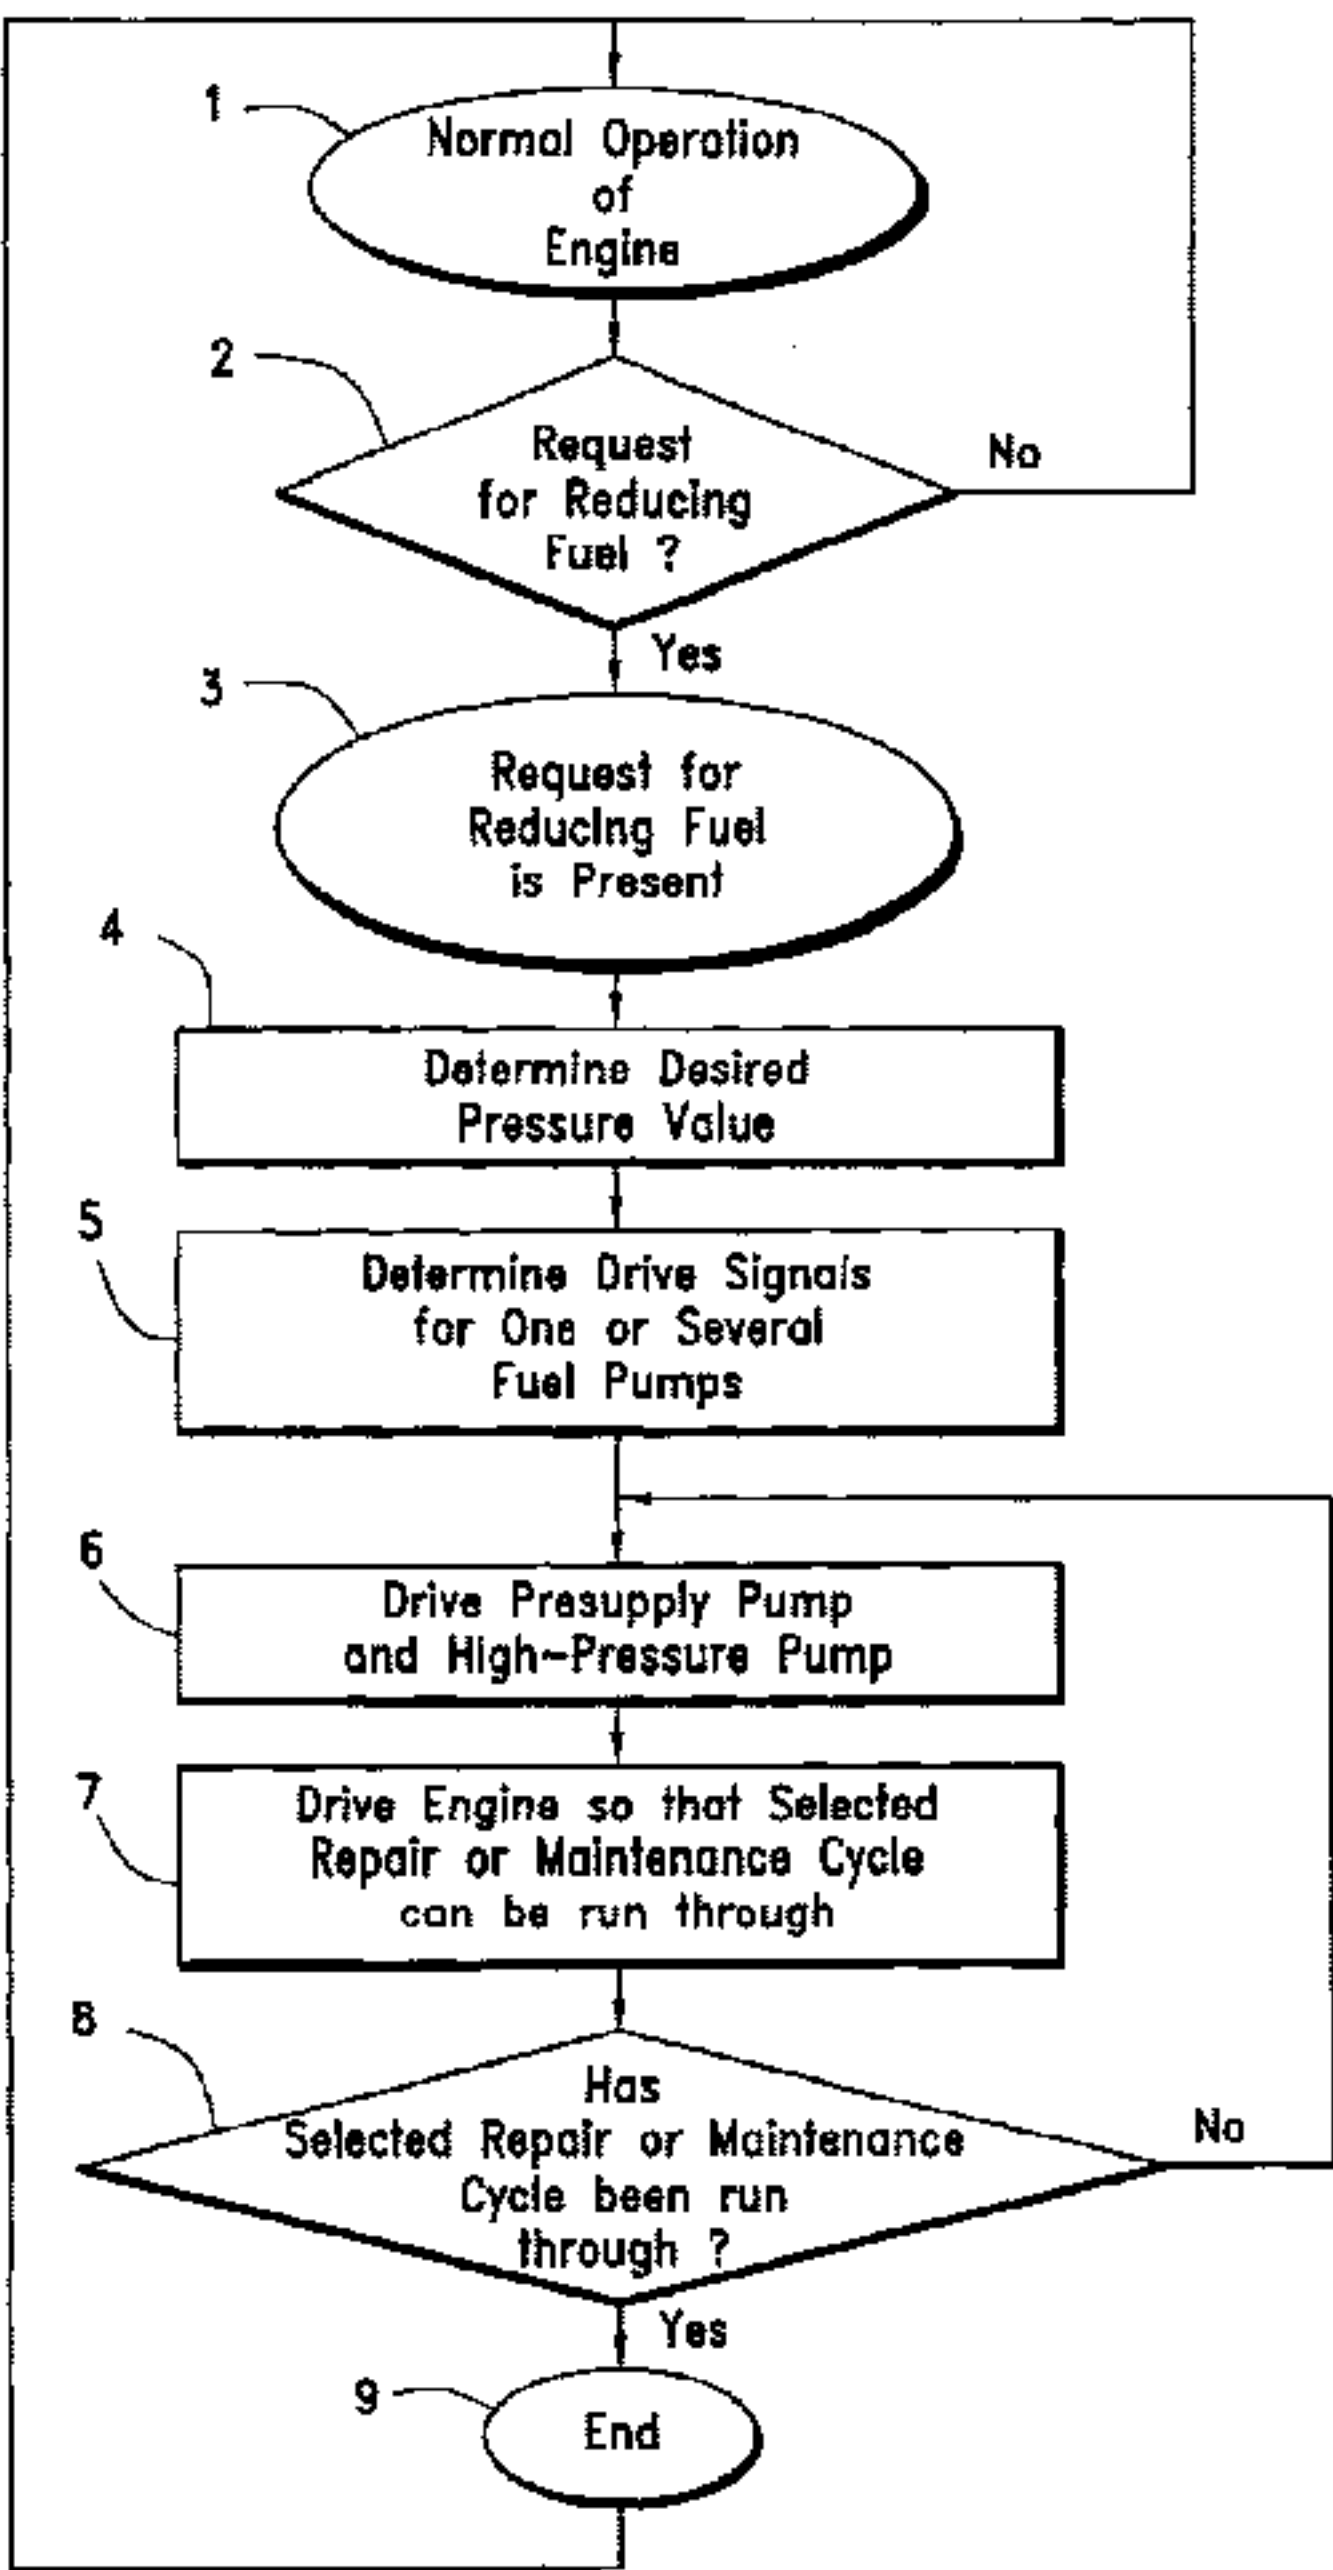 1
Normal Operation
of
Engine
2
Request
for Reducing
Fuel ?
No
Yes
3
Request for
Reducing Fuel
is Present
4
Determine Desired
Pressure Value
5
Determine Drive Signals
for One or Several
Fuel Pumps
6
Drive Presupply Pump
and High-Pressure Pump
7
Drive Engine so that Selected
Repair or Maintenance Cycle
can be run through
8
Has
Selected Repair or Maintenance
Cycle been run
through ?
No
Yes
9
End